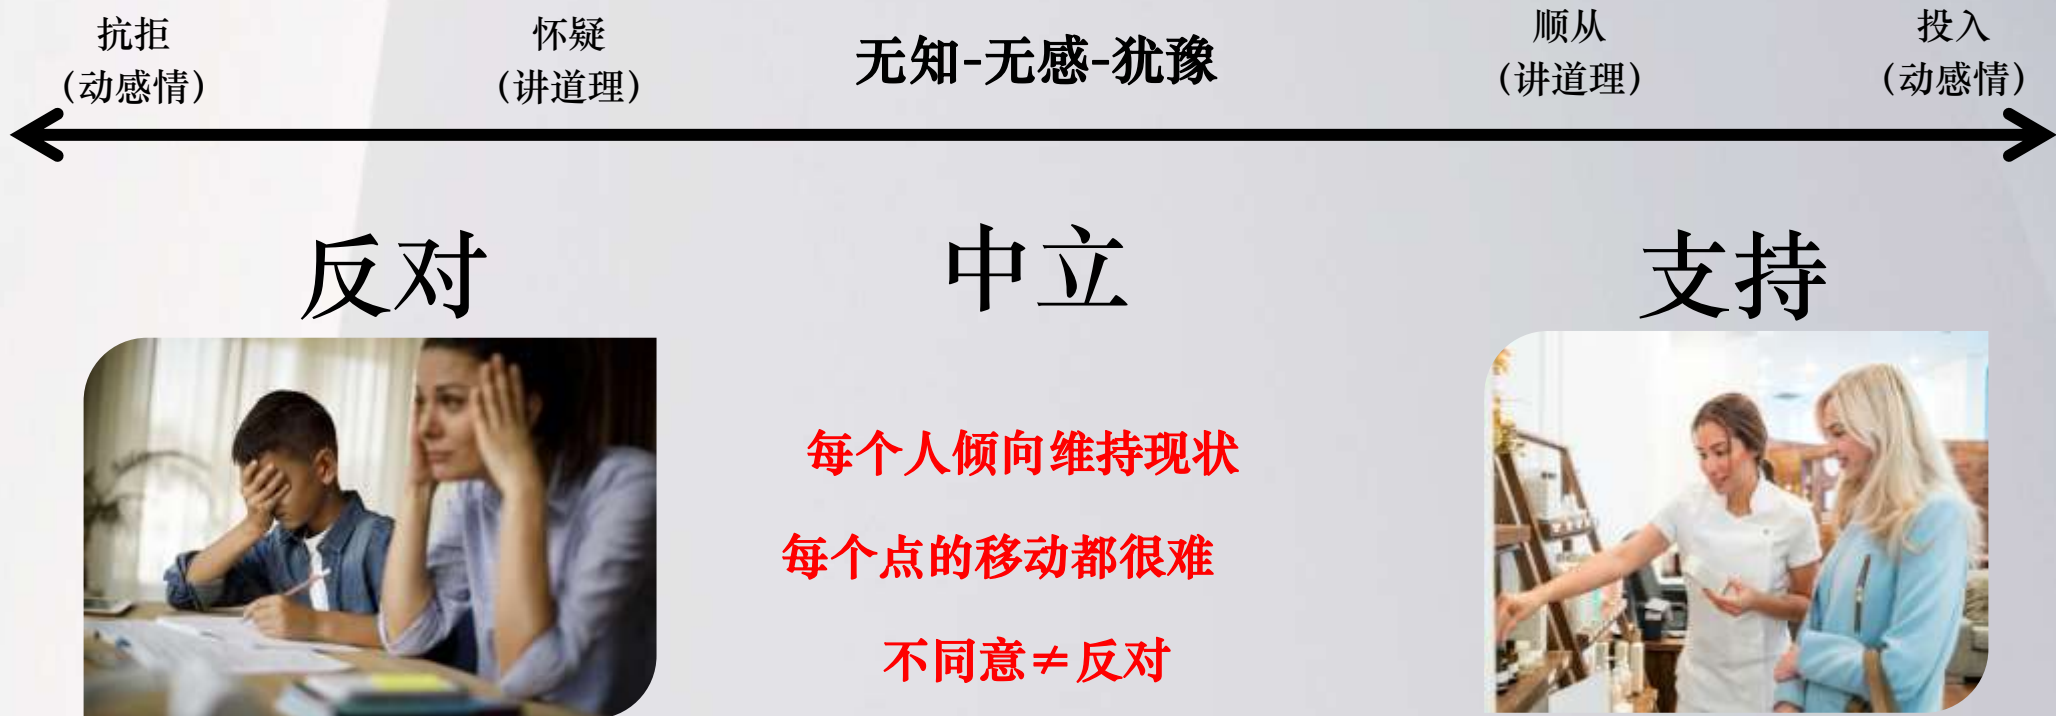 抗拒
（动感情）
怀疑
（讲道理）
无知-无感-犹豫
顺从
（讲道理）
投入
（动感情）
反对
中立
支持
每个人倾向维持现状
每个点的移动都很难
不同意≠反对